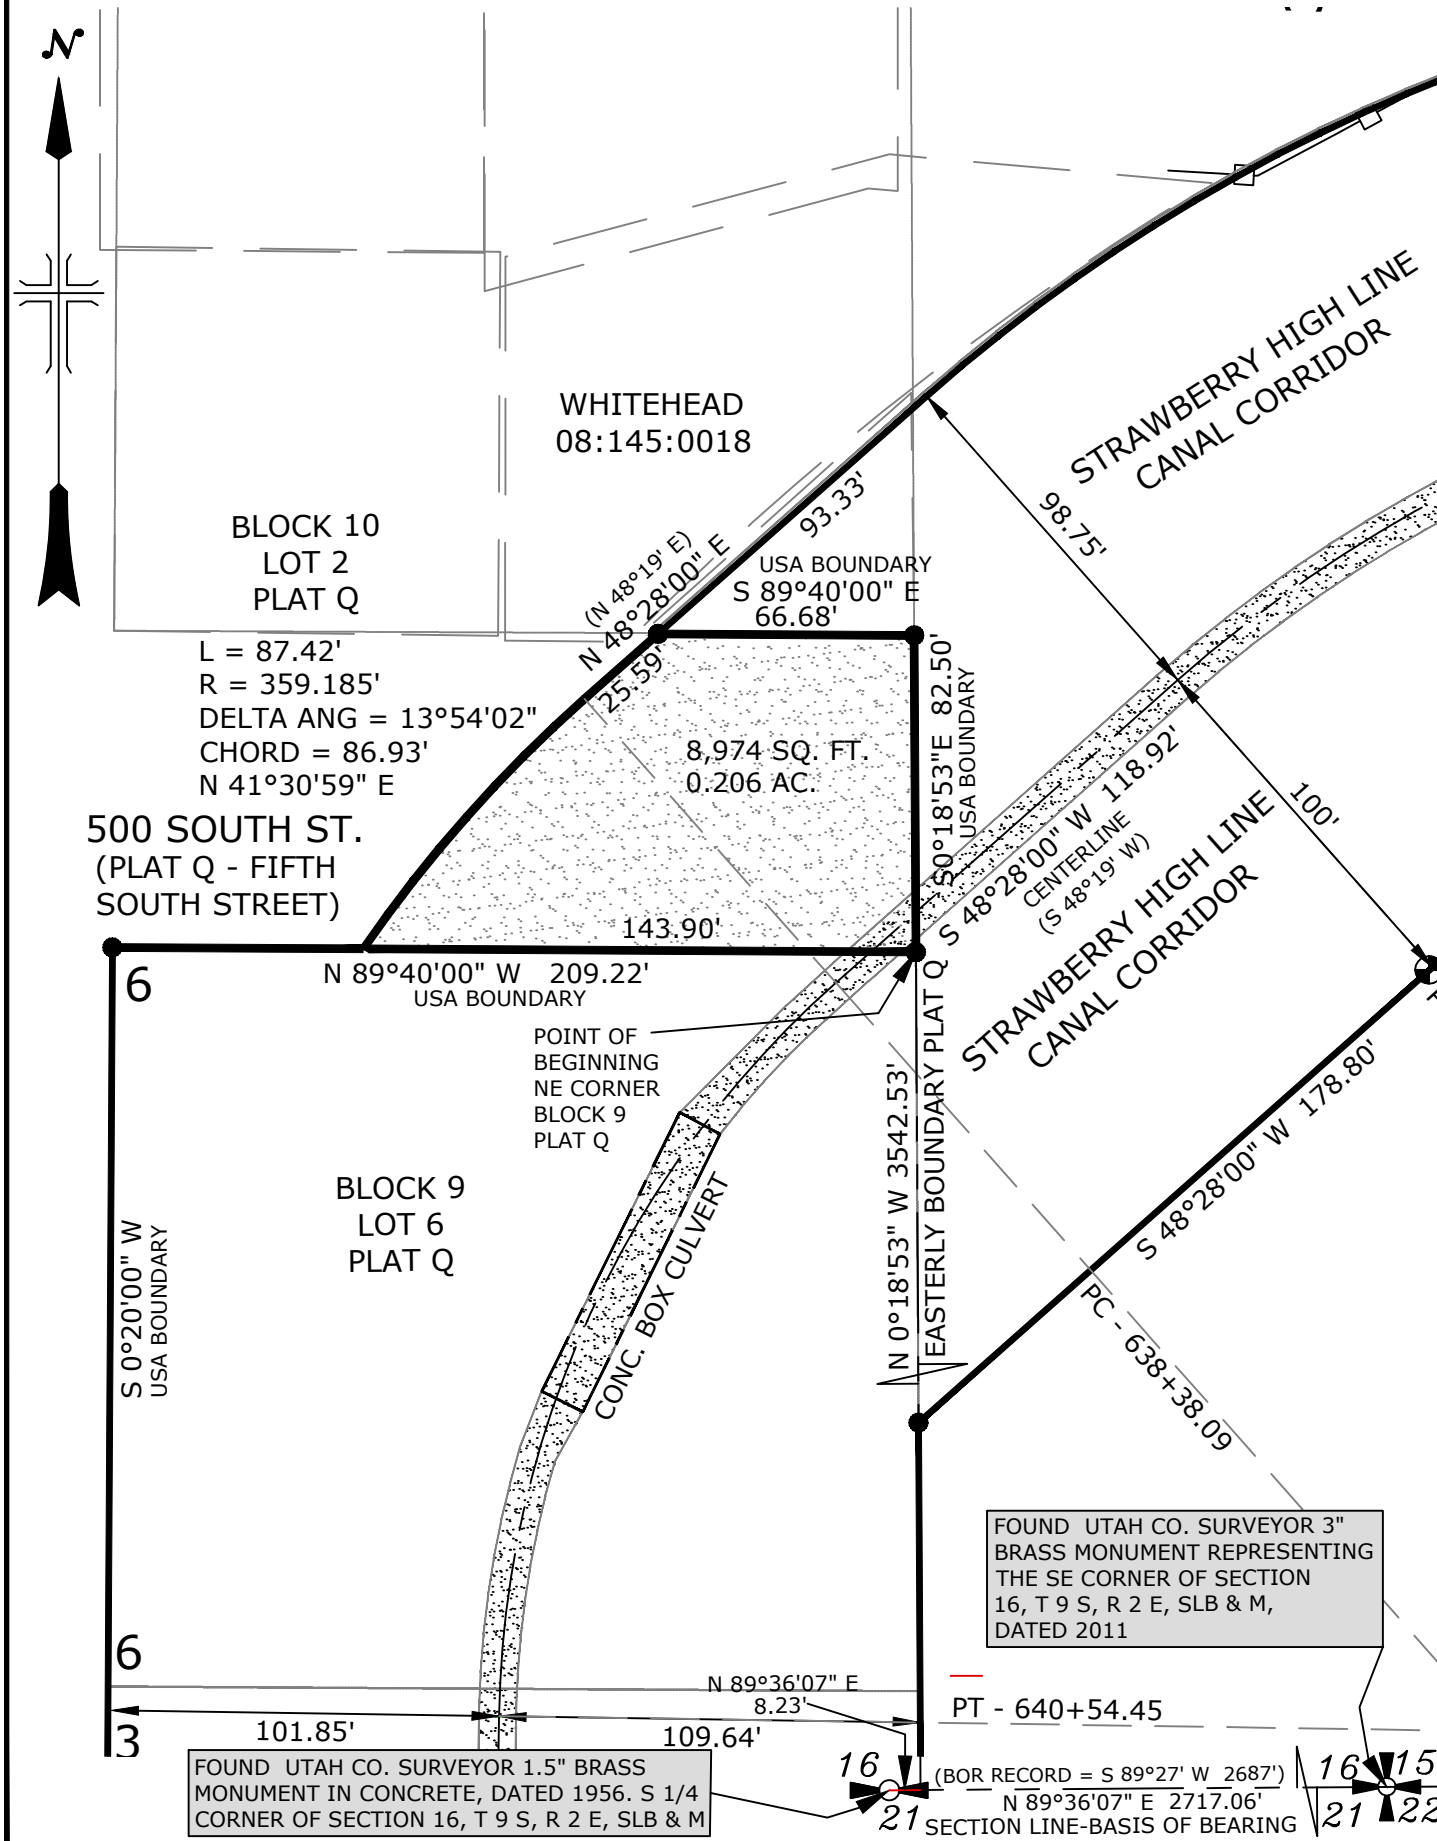 N
WHITEHEAD
08:145:0018
STRAWBERRY HIGH LINE
CANAL CORRIDOR
98.75'
93.33'
BLOCK 10
LOT 2
PLAT Q
(N 48°19' E)
N 48°28'00" E
25.59'
USA BOUNDARY
S 89°40'00" E
66.68'
L = 87.42'
R = 359.185'
DELTA ANG = 13°54'02"
CHORD = 86.93'
N 41°30'59" E
8,974 SQ. FT.
0.206 AC.
S0°18'53"E 82.50'
USA BOUNDARY
S 48°28'00" W 118.92'
CENTERLINE
(S 48°19' W)
100'
500 SOUTH ST.
(PLAT Q - FIFTH
SOUTH STREET)
143.90'
N 89°40'00" W 209.22'
USA BOUNDARY
6
STRAWBERRY HIGH LINE
CANAL CORRIDOR
POINT OF
BEGINNING
NE CORNER
BLOCK 9
PLAT Q
N 0°18'53" W 3542.53'
EASTERLY BOUNDARY PLAT Q
S 48°28'00" W 178.80'
BLOCK 9
LOT 6
PLAT Q
S 0°20'00" W
USA BOUNDARY
CONC. BOX CULVERT
PC - 638+38.09
FOUND UTAH CO. SURVEYOR 3"
BRASS MONUMENT REPRESENTING
THE SE CORNER OF SECTION
16, T 9 S, R 2 E, SLB & M,
DATED 2011
6
3
N 89°36'07" E
8.23'
101.85'
109.64'
PT - 640+54.45
FOUND UTAH CO. SURVEYOR 1.5" BRASS
MONUMENT IN CONCRETE, DATED 1956. S 1/4
CORNER OF SECTION 16, T 9 S, R 2 E, SLB & M
16
21
(BOR RECORD = S 89°27' W 2687')
N 89°36'07" E 2717.06'
SECTION LINE-BASIS OF BEARING
16 15
21 22